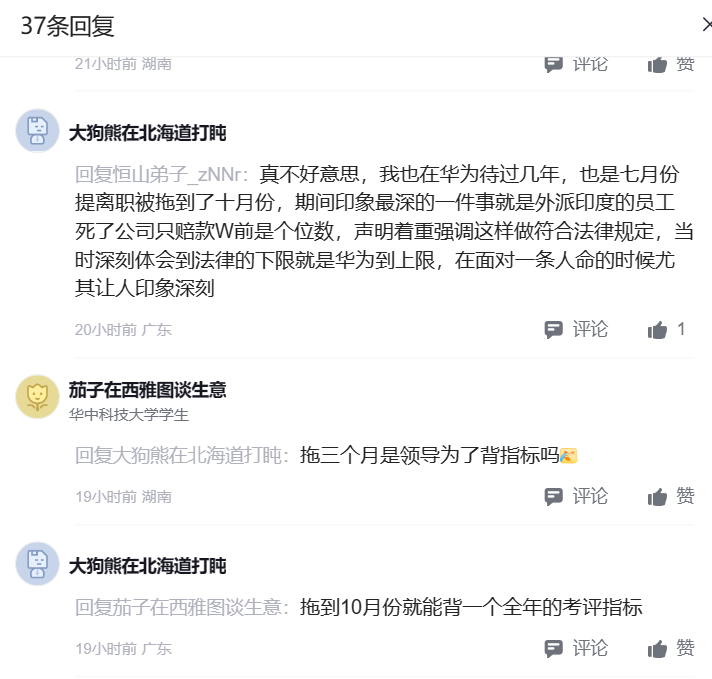 37条回复
21小时前 湖南
评论
赞
大狗熊在北海道打盹
回复恒山弟子_zNNr：真不好意思，我也在华为待过几年，也是七月份
提离职被拖到了十月份，期间印象最深的一件事就是外派印度的员工
死了公司只赔款W前是个位数，声明着重强调这样做符合法律规定，当
时深刻体会到法律的下限就是华为到上限，在面对一条人命的时候尤
其让人印象深刻
20小时前 广东
评论
1
茄子在西雅图谈生意
华中科技大学学生
回复大狗熊在北海道打盹：拖三个月是领导为了背指标吗
19小时前 湖南
评论
赞
大狗熊在北海道打盹
回复茄子在西雅图谈生意：拖到10月份就能背一个全年的考评指标
19小时前 广东
评论
赞